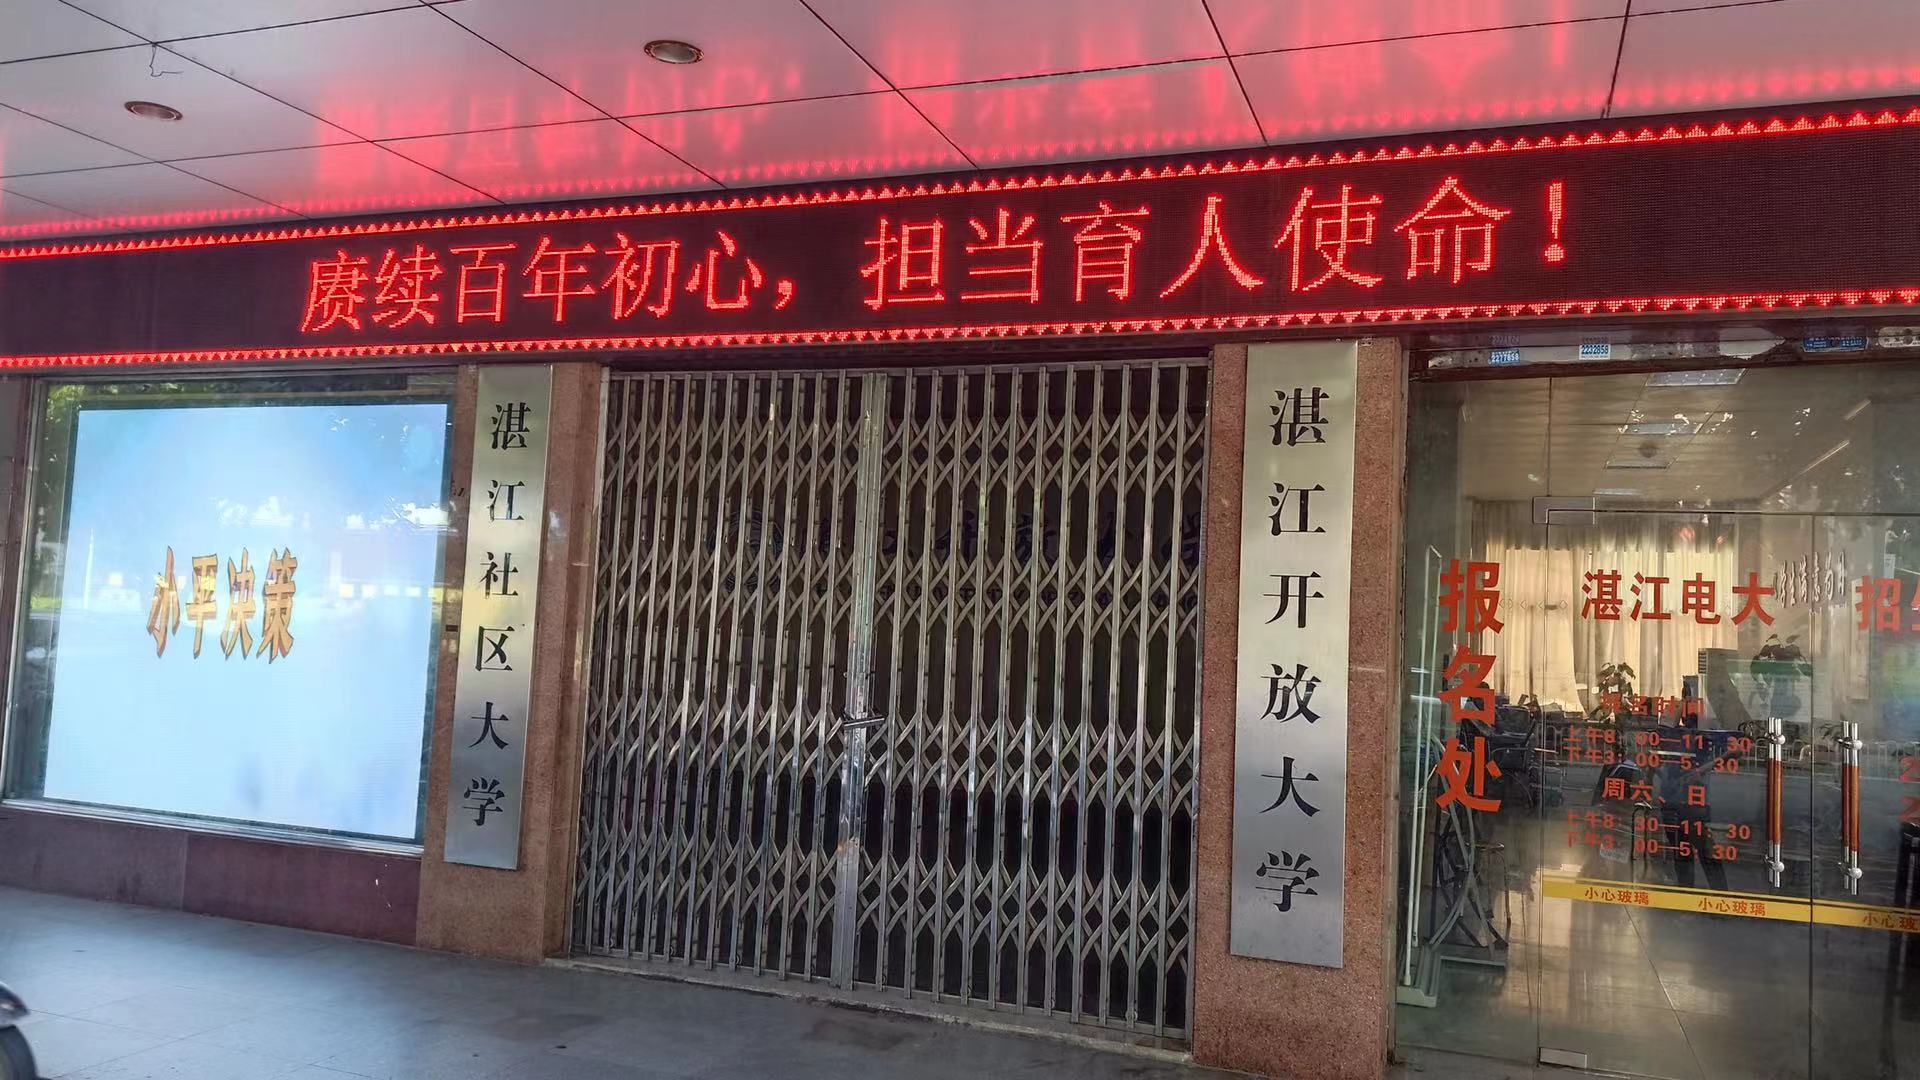 赓续百年初心，担当育人使命！
小平决策
湛江社区大学
湛江开放大学
2277658
2232658
报名处
湛江电大
报名时间
上午8：00—11：30
下午3：00—5：30
周六、日
上午8：30—11：30
下午3：00—5：30
小心玻璃
小心玻璃
小心玻